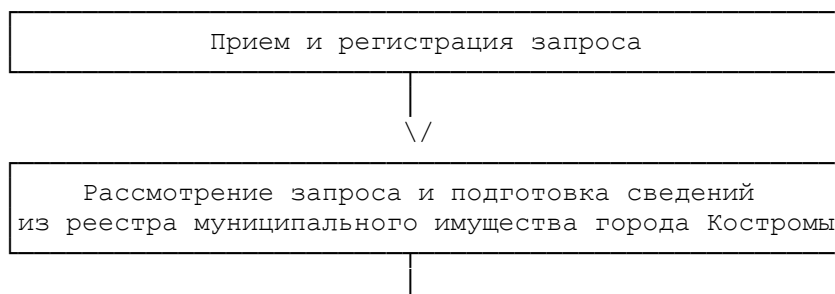 Прием и регистрация запроса
\/
Рассмотрение запроса и подготовка сведений
из реестра муниципального имущества города Костромы